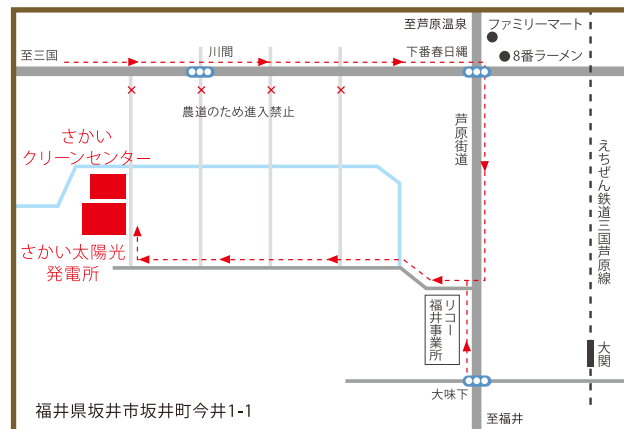 至芦原温泉
ファミリーマート
至三国
川間
下番春日縄
8番ラーメン
農道のため進入禁止
さかい
クリーンセンター
芦原街道
えちぜん鉄道三国芦原線
さかい太陽光
発電所
リコー
福井事業所
大関
大味下
福井県坂井市坂井町今井1-1
至福井